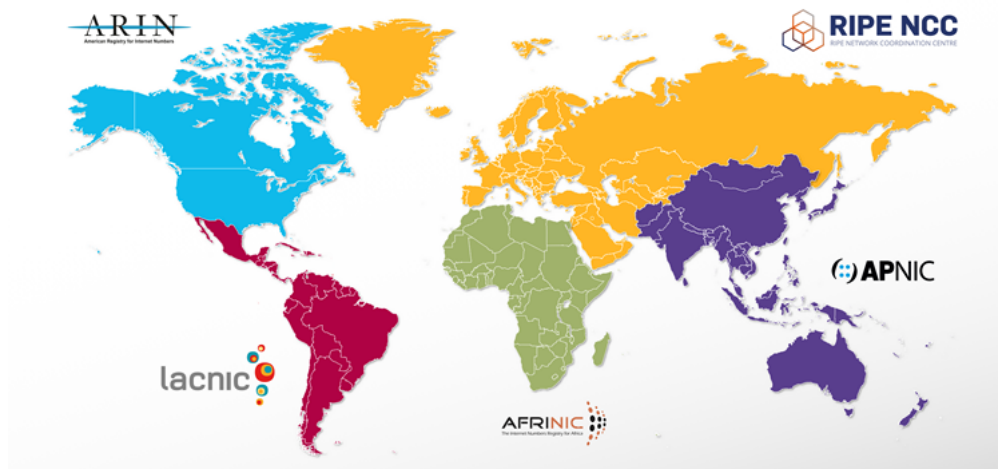 ARIN
American Registry for Internet Numbers
RIPE NCC
RIPE NETWORK COORDINATION CENTRE
APNIC
lacnic
AFRINIC
The Internet Numbers Registry for Africa